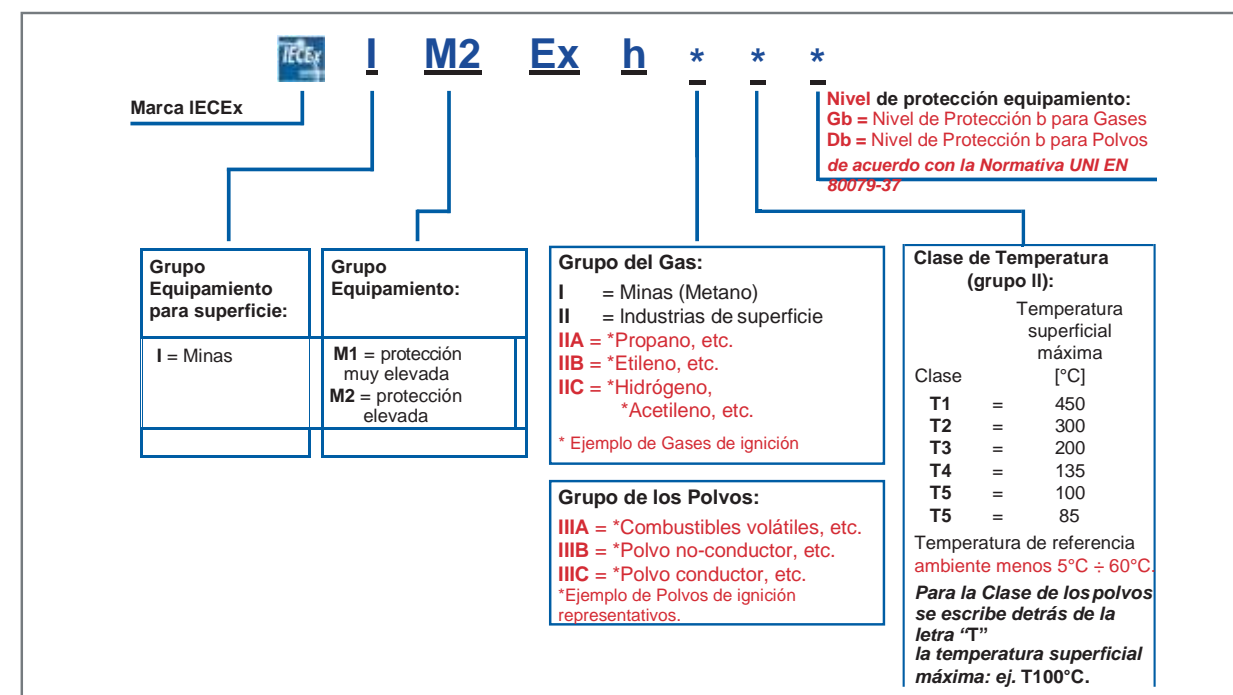 IECEx I M2 Ex h * * *
Marca IECEx
Nivel de protección equipamiento:
Gb = Nivel de Protección b para Gases
Db = Nivel de Protección b para Polvos
de acuerdo con la Normativa UNI EN
80079-37
Grupo
Equipamiento
para superficie:
I = Minas
Grupo
Equipamiento:
M1 = protección
muy elevada
M2 = protección
elevada
Grupo del Gas:
I = Minas (Metano)
II = Industrias de superficie
IIA = *Propano, etc.
IIB = *Etileno, etc.
IIC = *Hidrógeno,
*Acetileno, etc.
* Ejemplo de Gases de ignición
Grupo de los Polvos:
IIIA = *Combustibles volátiles, etc.
IIIB = *Polvo no-conductor, etc.
IIIC = *Polvo conductor, etc.
*Ejemplo de Polvos de ignición
representativos.
Clase de Temperatura
(grupo II):
Temperatura
superficial
máxima
Clase [°C]
T1 = 450
T2 = 300
T3 = 200
T4 = 135
T5 = 100
T5 = 85
Temperatura de referencia
ambiente menos 5°C ÷ 60°C.
Para la Clase de los polvos
se escribe detrás de la
letra “T”
la temperatura superficial
máxima: ej. T100°C.